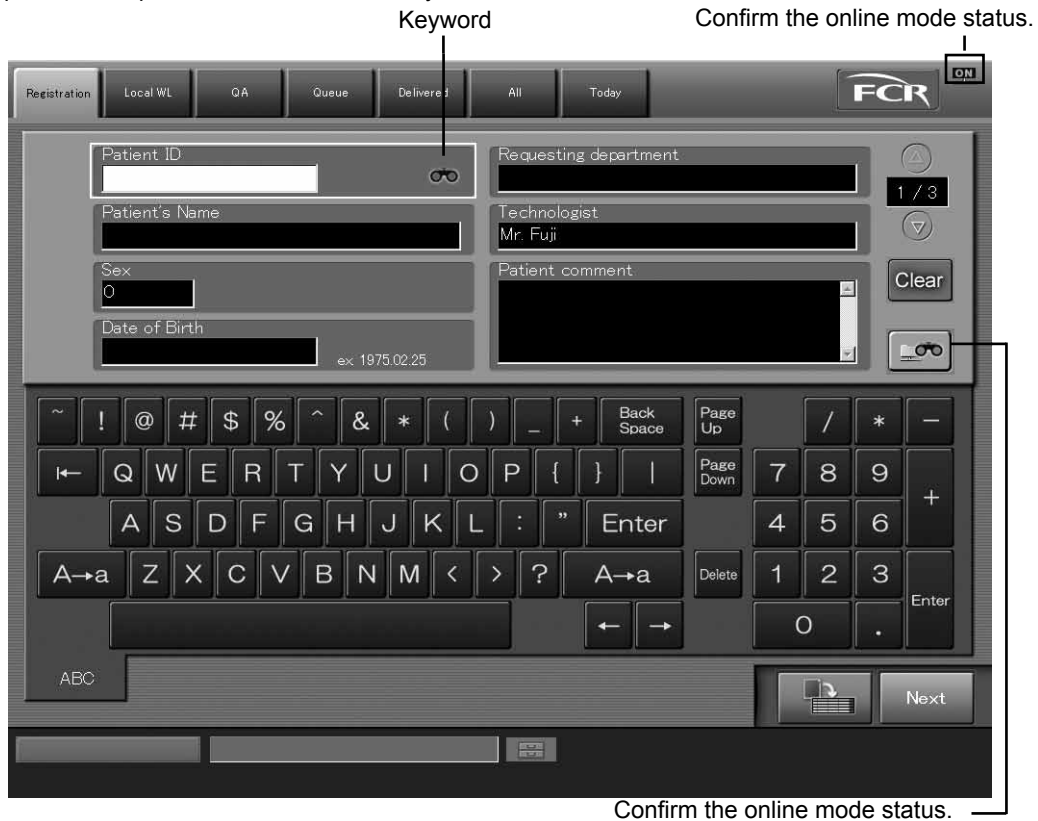 Keyword
Confirm the online mode status.
ON
Registration Local WL QA Queue Delivered All Today FCR
Patient ID
Requesting department
1 / 3
Patient's Name
Technologist
Mr. Fuji
Sex
O
Patient comment
Clear
Date of Birth
ex 1975.02.25
~ ! @ # $ % ^ & * ( ) _ + Back Space Page Up / * −
|← Q W E R T Y U I O P { } | Page Down 7 8 9 +
A S D F G H J K L : " Enter 4 5 6
A→a Z X C V B N M < > ? A→a Delete 1 2 3 Enter
← → 0 .
ABC
Next
Confirm the online mode status.